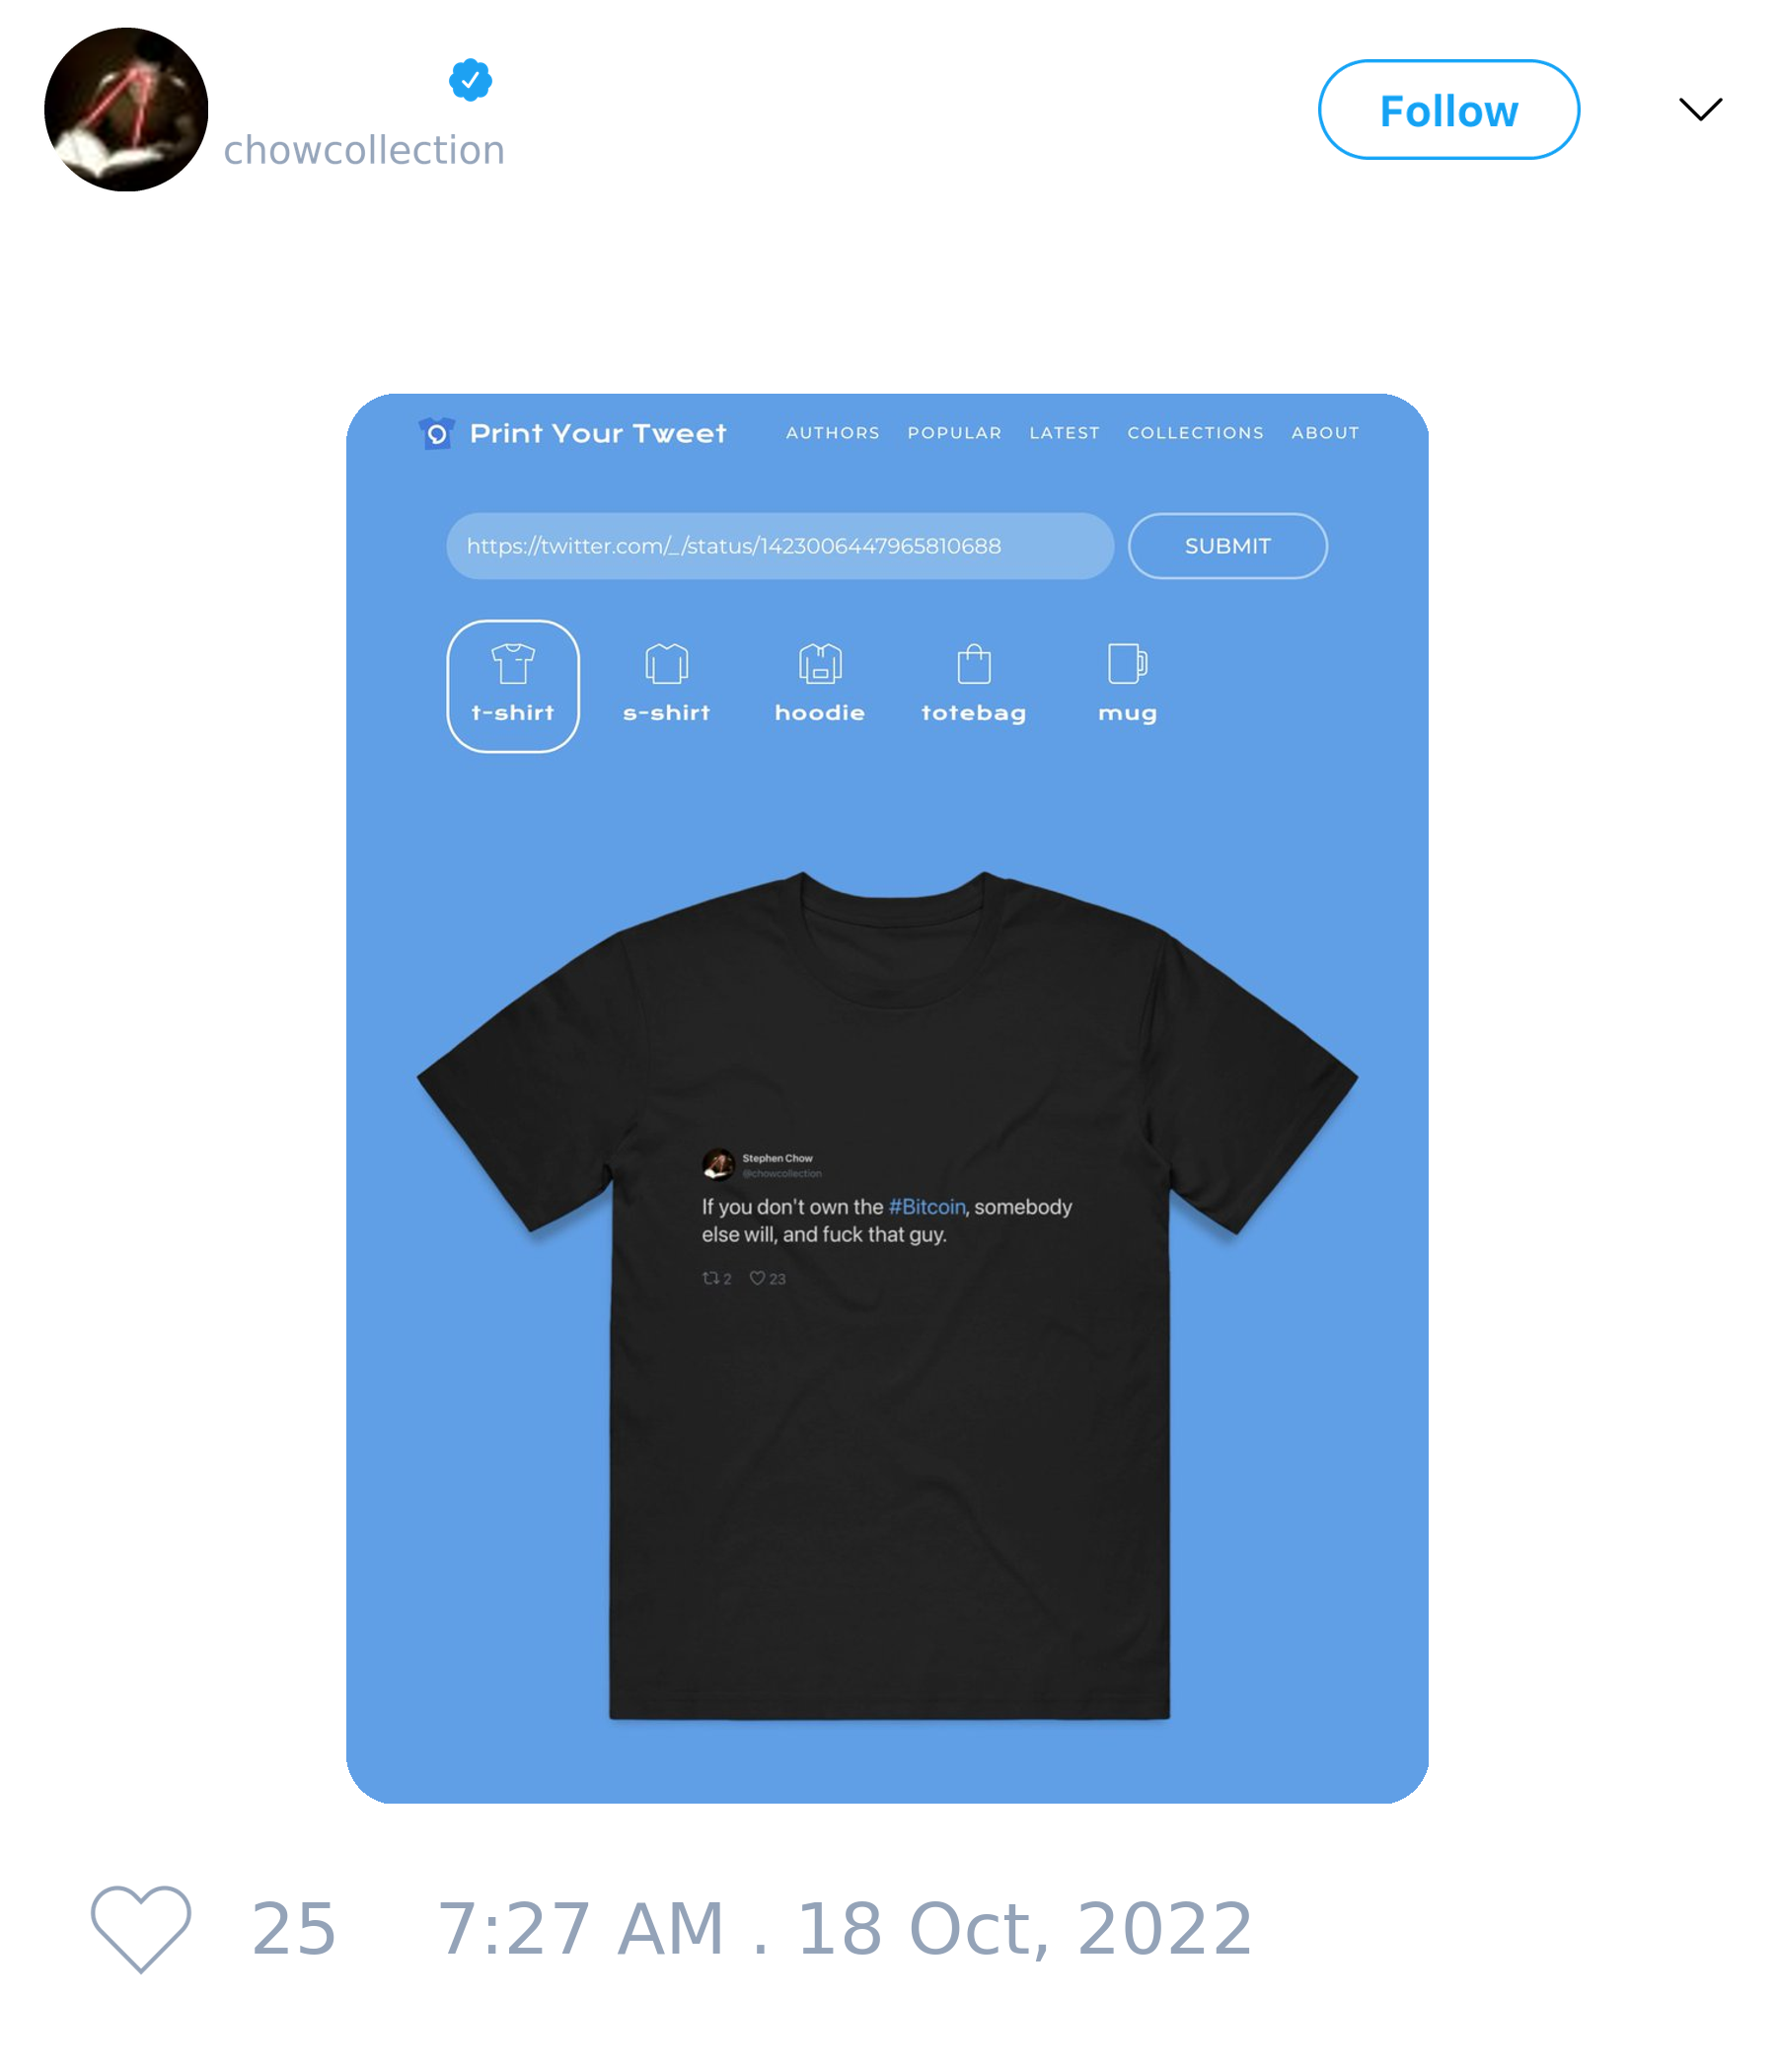 chowcollection
Follow
Print Your Tweet AUTHORS POPULAR LATEST COLLECTIONS ABOUT
https://twitter.com/_/status/1423006447965810688 SUBMIT
t-shirt s-shirt hoodie totebag mug
Stephen Chow
@chowcollection
If you don't own the #Bitcoin, somebody
else will, and fuck that guy.
2 23
25 7:27 AM . 18 Oct, 2022